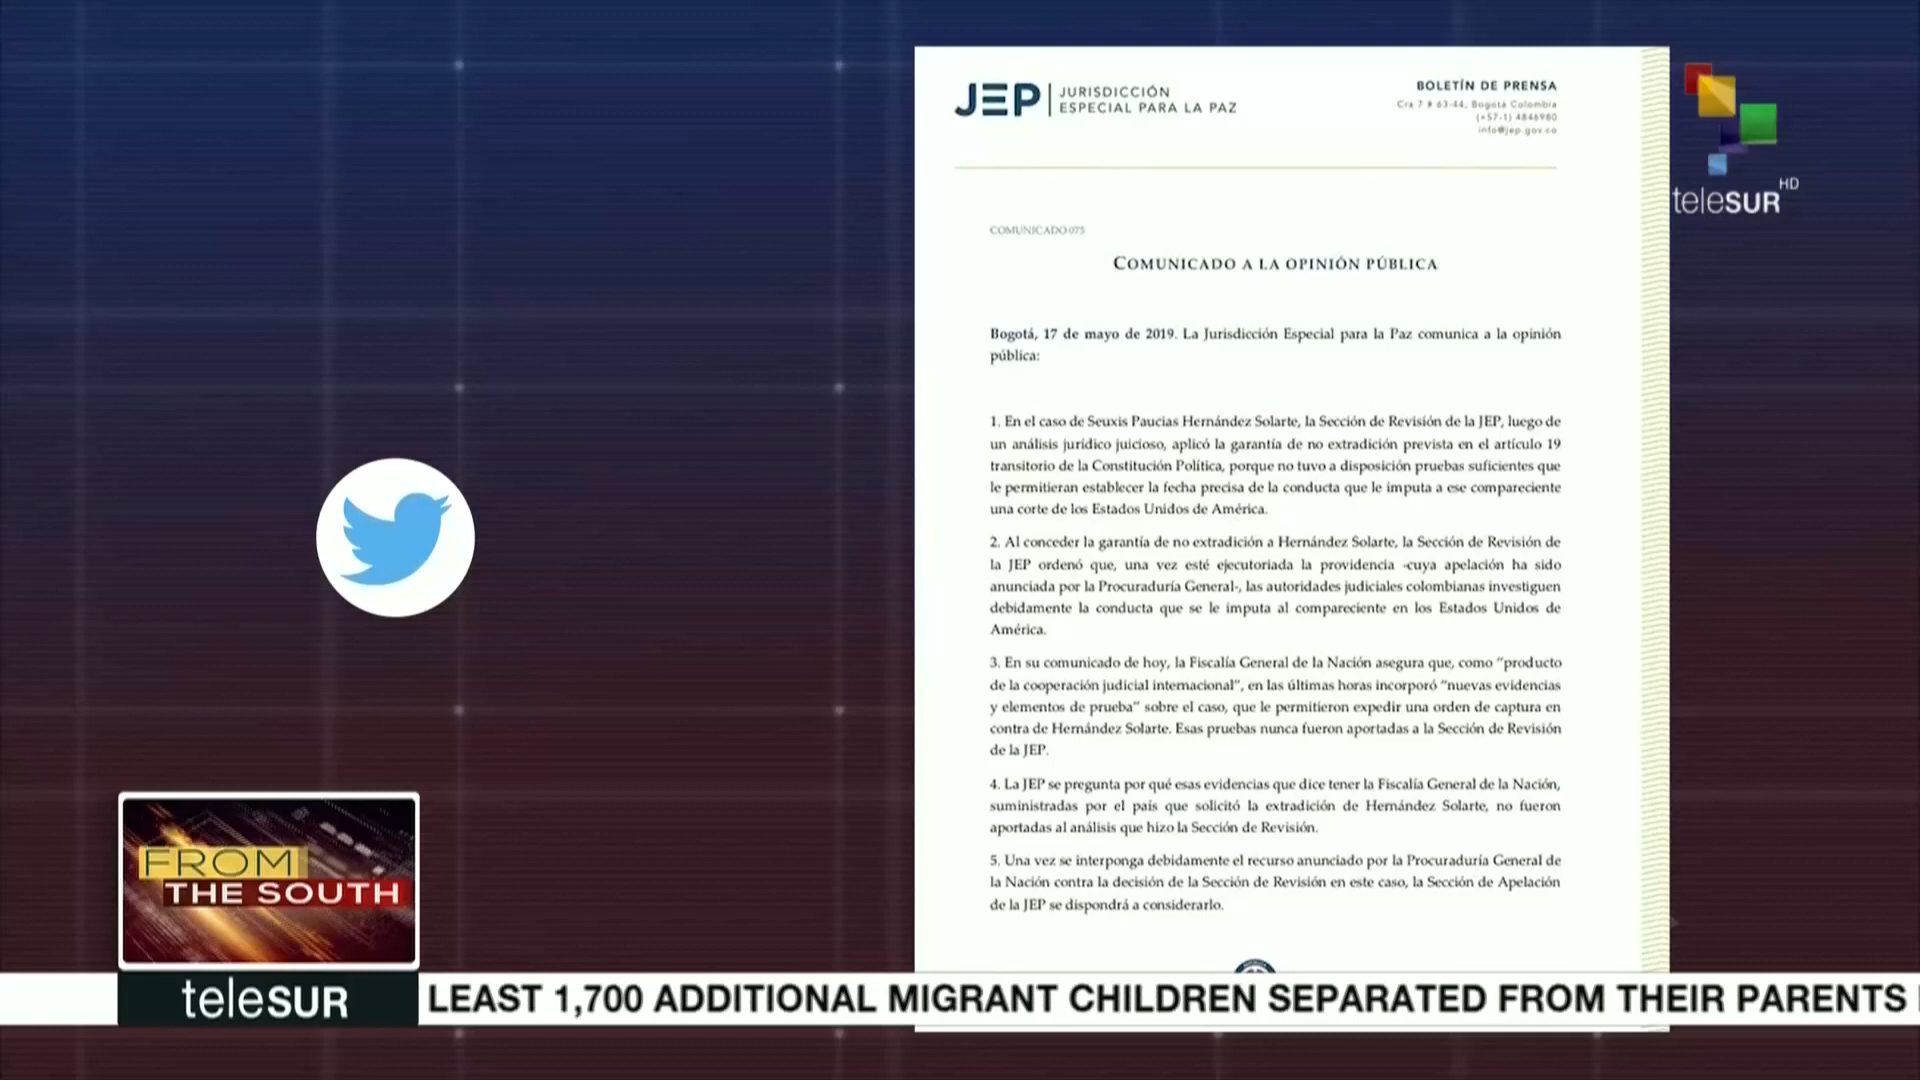 JEP JURISDICCIÓN
ESPECIAL PARA LA PAZ
BOLETÍN DE PRENSA
Cra 7 # 63-44, Bogotá Colombia
(+57-1) 4846980
info@jep.gov.co
COMUNICADO 075
COMUNICADO A LA OPINIÓN PÚBLICA
Bogotá, 17 de mayo de 2019. La Jurisdicción Especial para la Paz comunica a la opinión
pública:
1. En el caso de Seuxis Paucias Hernández Solarte, la Sección de Revisión de la JEP, luego de
un análisis jurídico juicioso, aplicó la garantía de no extradición prevista en el artículo 19
transitorio de la Constitución Política, porque no tuvo a disposición pruebas suficientes que
le permitieran establecer la fecha precisa de la conducta que le imputa a ese compareciente
una corte de los Estados Unidos de América.
2. Al conceder la garantía de no extradición a Hernández Solarte, la Sección de Revisión de
la JEP ordenó que, una vez esté ejecutoriada la providencia -cuya apelación ha sido
anunciada por la Procuraduría General-, las autoridades judiciales colombianas investiguen
debidamente la conducta que se le imputa al compareciente en los Estados Unidos de
América.
3. En su comunicado de hoy, la Fiscalía General de la Nación asegura que, como "producto
de la cooperación judicial internacional", en las últimas horas incorporó "nuevas evidencias
y elementos de prueba" sobre el caso, que le permitieron expedir una orden de captura en
contra de Hernández Solarte. Esas pruebas nunca fueron aportadas a la Sección de Revisión
de la JEP.
4. La JEP se pregunta por qué esas evidencias que dice tener la Fiscalía General de la Nación,
suministradas por el país que solicitó la extradición de Hernández Solarte, no fueron
aportadas al análisis que hizo la Sección de Revisión.
5. Una vez se interponga debidamente el recurso anunciado por la Procuraduría General de
la Nación contra la decisión de la Sección de Revisión en este caso, la Sección de Apelación
de la JEP se dispondrá a considerarlo.
HD
teleSUR
FROM
THE SOUTH
teleSUR
LEAST 1,700 ADDITIONAL MIGRANT CHILDREN SEPARATED FROM THEIR PARENTS